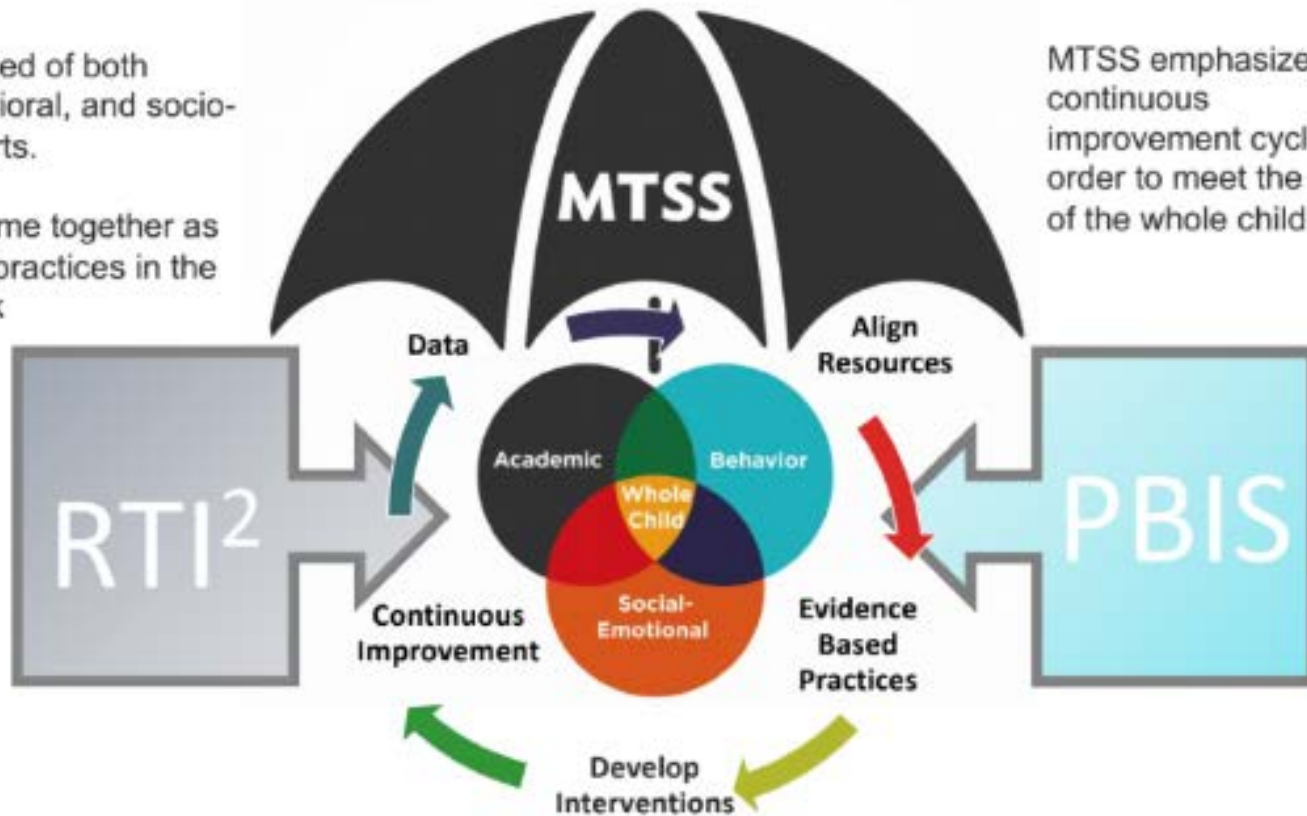 ed of both
ioral, and socio-
rts.
me together as
practices in the
MTSS emphasize
continuous
improvement cycl
order to meet the
of the whole child
MTSS
Data
Align
Resources
Academic
Behavior
Whole
Child
Social-
Emotional
RTI²
PBIS
Continuous
Improvement
Evidence
Based
Practices
Develop
Interventions